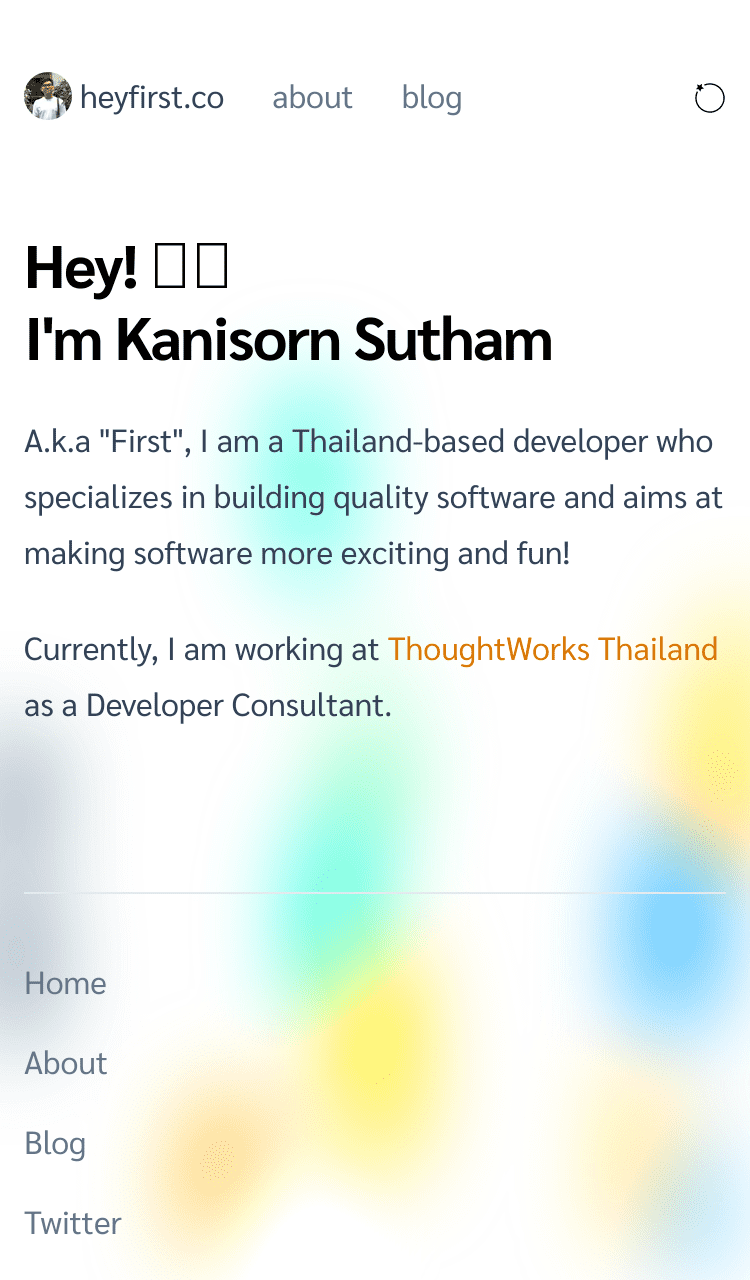 heyfirst.co about blog
Hey!
I'm Kanisorn Sutham
A.k.a "First", I am a Thailand-based developer who
specializes in building quality software and aims at
making software more exciting and fun!
Currently, I am working at ThoughtWorks Thailand
as a Developer Consultant.
Home
About
Blog
Twitter